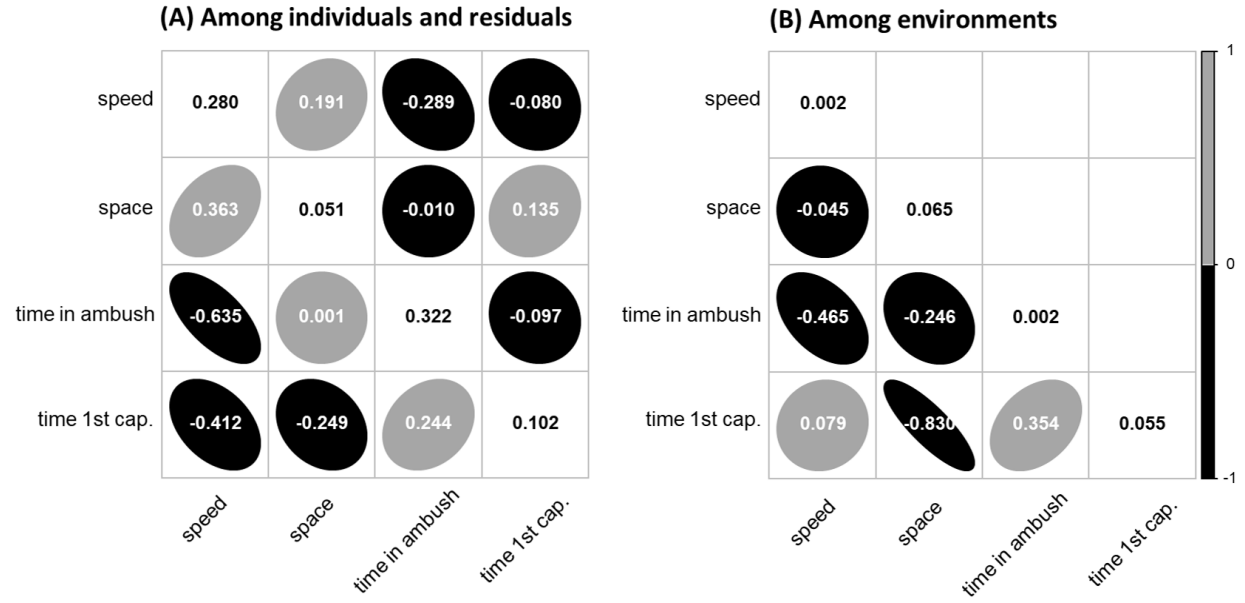 (A) Among individuals and residuals
speed 0.280 0.191 -0.289 -0.080
space 0.363 0.051 -0.010 0.135
time in ambush -0.635 0.001 0.322 -0.097
time 1st cap. -0.412 -0.249 0.244 0.102
speed space time in ambush time 1st cap.
(B) Among environments
speed 0.002
space -0.045 0.065
time in ambush -0.465 -0.246 0.002
time 1st cap. 0.079 -0.830 0.354 0.055
speed space time in ambush time 1st cap.
1
0
-1